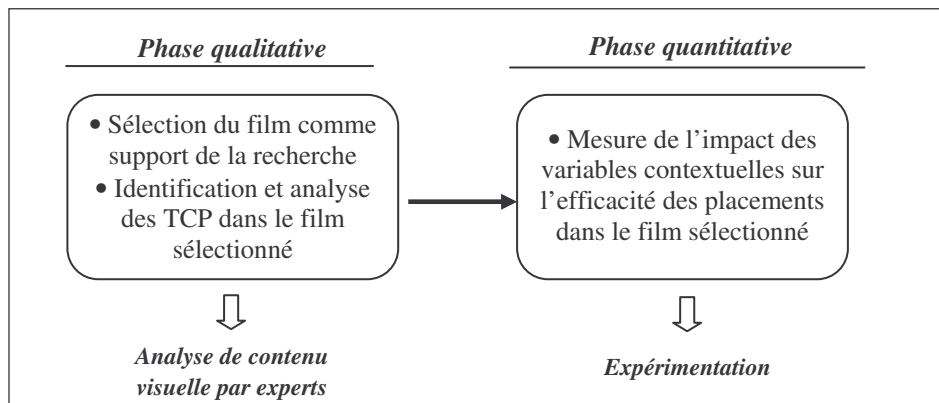 Phase qualitative
• Sélection du film comme
support de la recherche
• Identification et analyse
des TCP dans le film
sélectionné
Analyse de contenu
visuelle par experts
Phase quantitative
• Mesure de l'impact des
variables contextuelles sur
l'efficacité des placements
dans le film sélectionné
Expérimentation